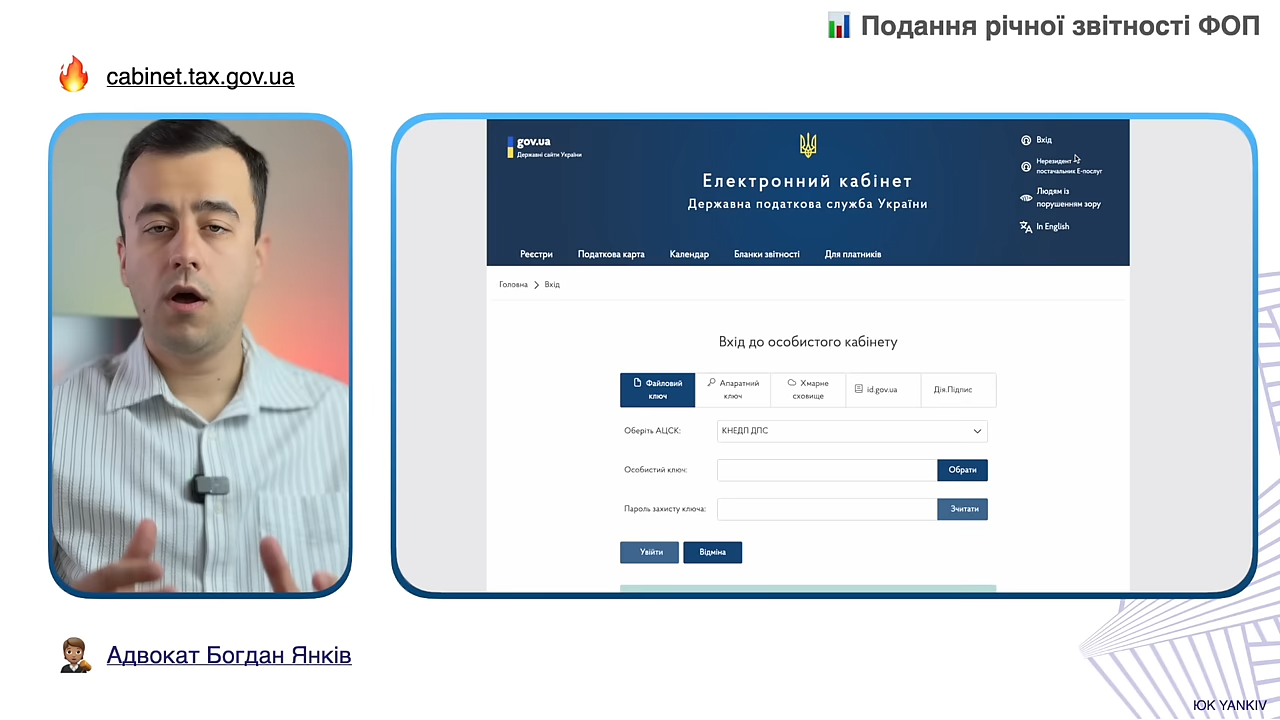 Подання річної звітності ФОП
cabinet.tax.gov.ua
gov.ua
Державні сайти України
Електронний кабінет
Державна податкова служба України
Вхід
Нерезидент
постачальник Е-послуг
Людям із
порушенням зору
In English
Реєстри
Податкова карта
Календар
Бланки звітності
Для платників
Головна
Вхід
Вхід до особистого кабінету
Файловий
ключ
Апаратний
ключ
Хмарне
сховище
id.gov.ua
Дія.Підпис
Оберіть АЦСК:
КНЕДП ДПС
Особистий ключ:
Обрати
Пароль захисту ключа:
Зчитати
Увійти
Відміна
Адвокат Богдан Янків
ЮК YANKIV